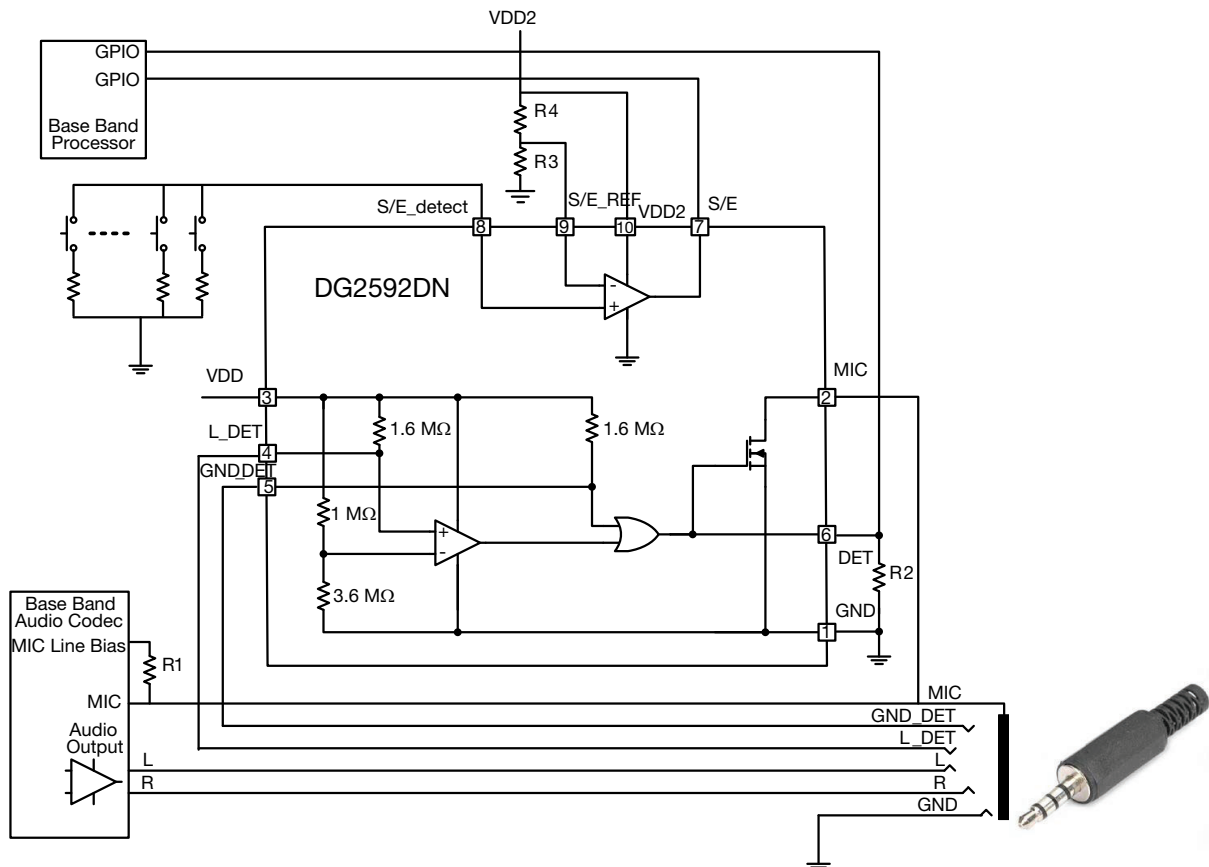 VDD2
GPIO
GPIO
Base Band
Processor
R4
R3
S/E_detect
S/E_REF
VDD2
S/E
8
9
10
7
DG2592DN
VDD
3
MIC
2
1.6 MΩ
1.6 MΩ
L_DET
4
GND_DET
5
1 MΩ
+
-
-
+
6
DET
R2
3.6 MΩ
GND
1
Base Band
Audio Codec
MIC Line Bias
R1
MIC
MIC
GND_DET
Audio
Output
L_DET
L
L
R
R
GND